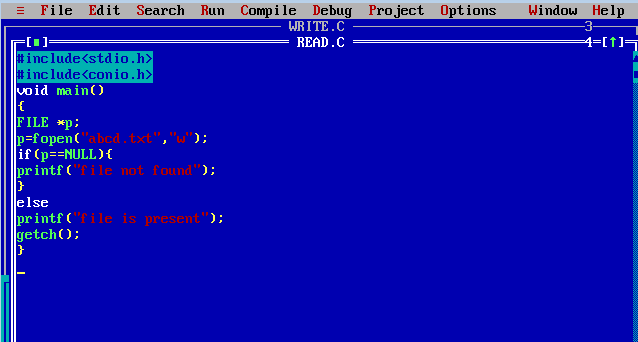 ≡ File Edit Search Run Compile Debug Project Options Window Help
WRITE.C 3
[■] READ.C 4=[↑]
#include<stdio.h>
#include<conio.h>
void main()
{
FILE *p;
p=fopen("abcd.txt","w");
if(p==NULL){
printf("file not found");
}
else
printf("file is present");
getch();
}